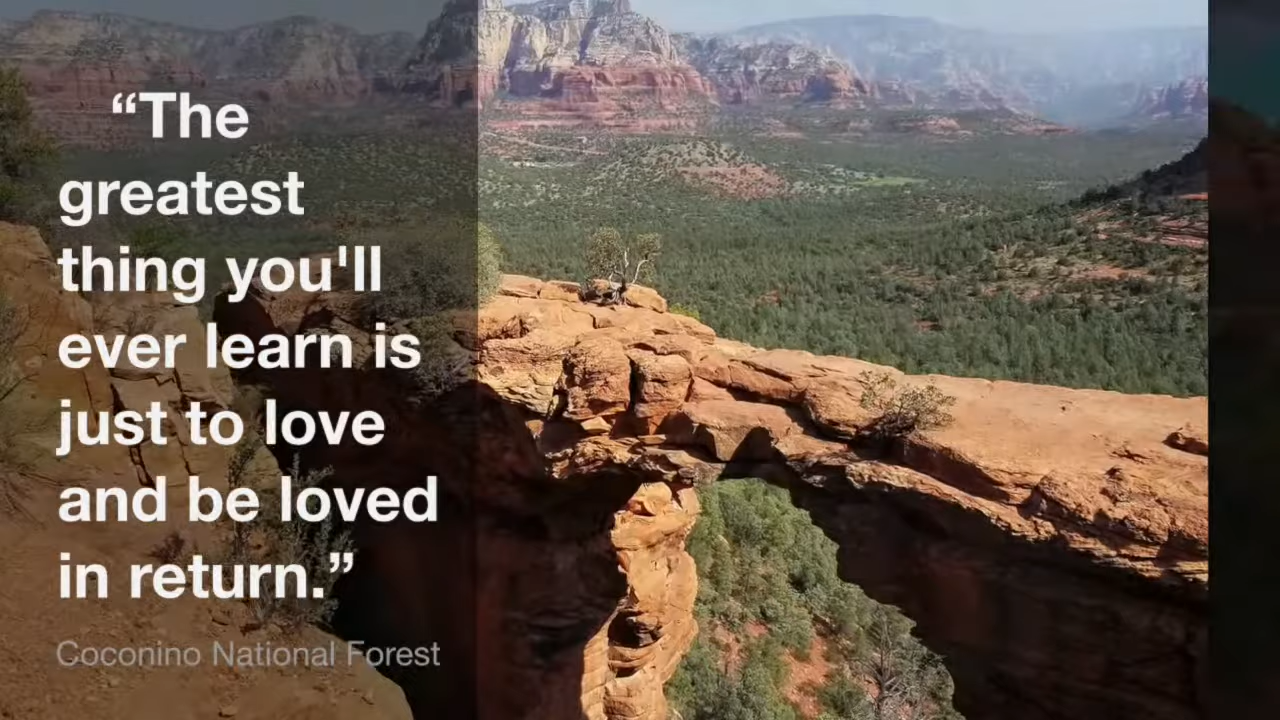 “The
greatest
thing you'll
ever learn is
just to love
and be loved
in return.”
Coconino National Forest